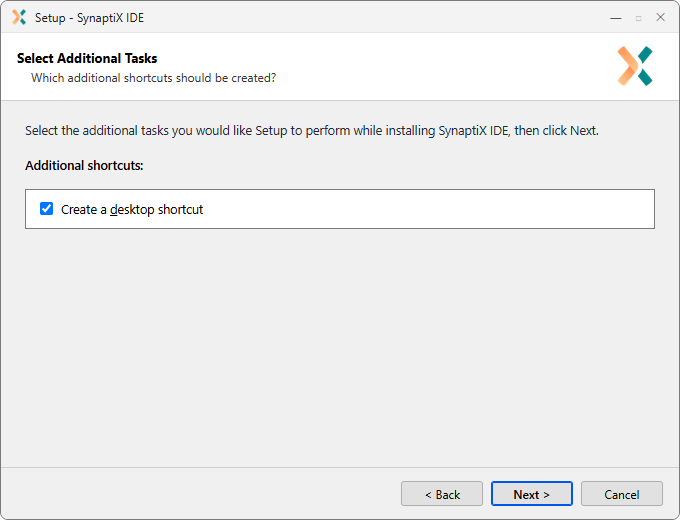 Setup - SynaptiX IDE
Select Additional Tasks
Which additional shortcuts should be created?
Select the additional tasks you would like Setup to perform while installing SynaptiX IDE, then click Next.
Additional shortcuts:
Create a desktop shortcut
< Back
Next >
Cancel